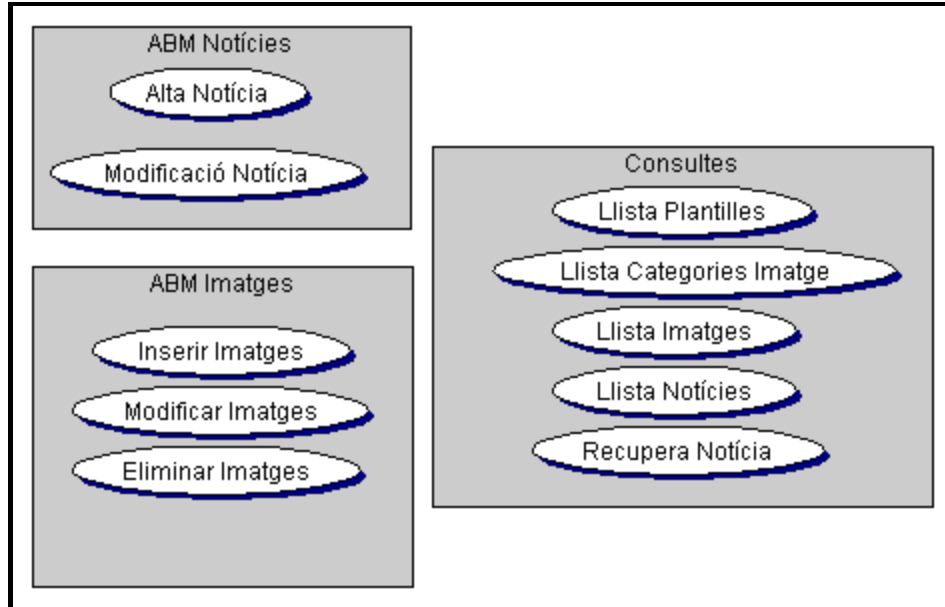 ABM Notícies
Alta Notícia
Modificació Notícia
ABM Imatges
Inserir Imatges
Modificar Imatges
Eliminar Imatges
Consultes
Llista Plantilles
Llista Categories Imatge
Llista Imatges
Llista Notícies
Recupera Notícia